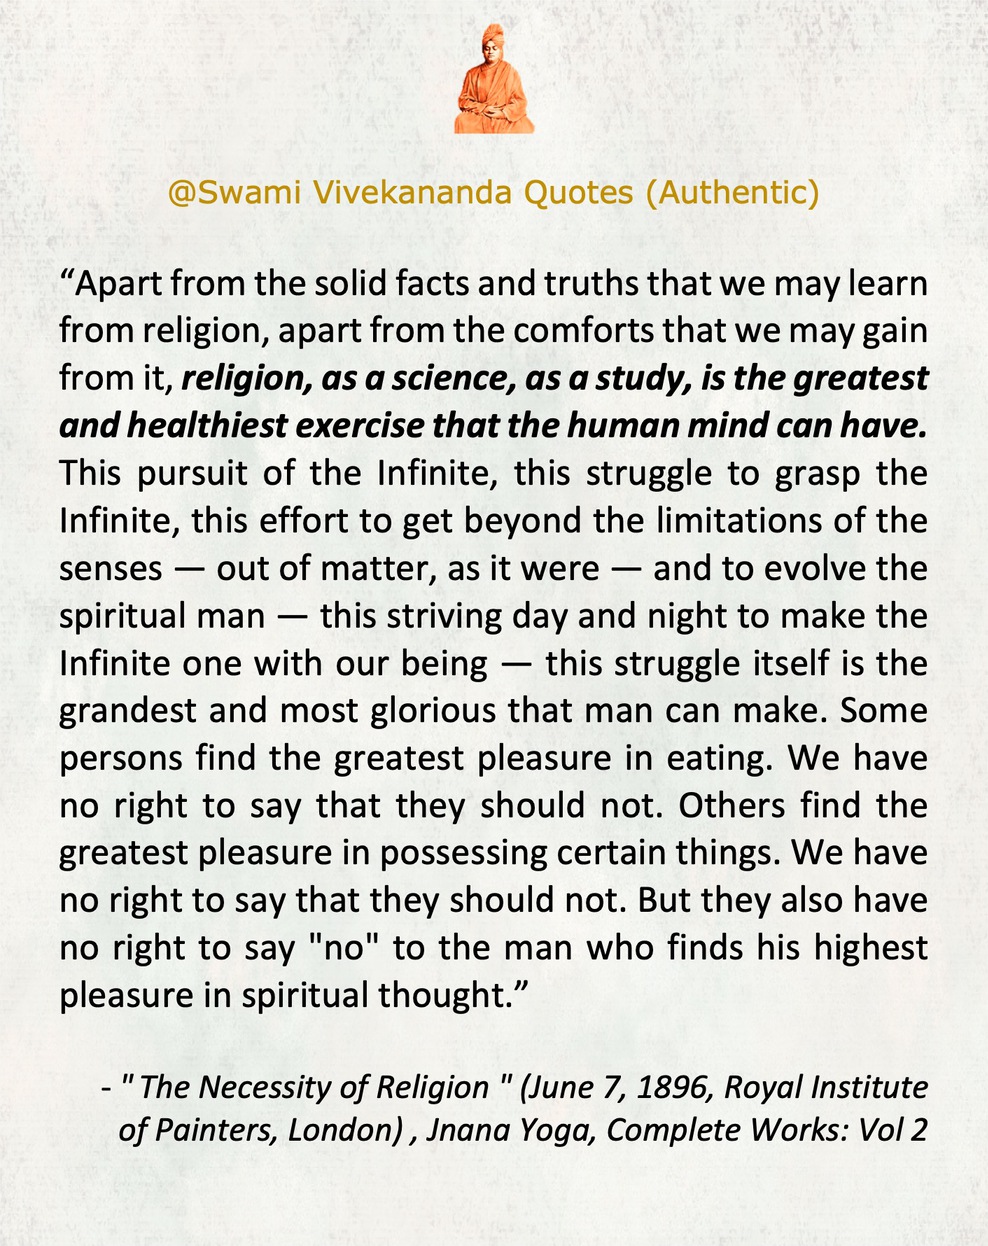 @Swami Vivekananda Quotes (Authentic)
“Apart from the solid facts and truths that we may learn
from religion, apart from the comforts that we may gain
from it, religion, as a science, as a study, is the greatest
and healthiest exercise that the human mind can have.
This pursuit of the Infinite, this struggle to grasp the
Infinite, this effort to get beyond the limitations of the
senses — out of matter, as it were — and to evolve the
spiritual man — this striving day and night to make the
Infinite one with our being — this struggle itself is the
grandest and most glorious that man can make. Some
persons find the greatest pleasure in eating. We have
no right to say that they should not. Others find the
greatest pleasure in possessing certain things. We have
no right to say that they should not. But they also have
no right to say "no" to the man who finds his highest
pleasure in spiritual thought.”
- " The Necessity of Religion " (June 7, 1896, Royal Institute
of Painters, London) , Jnana Yoga, Complete Works: Vol 2